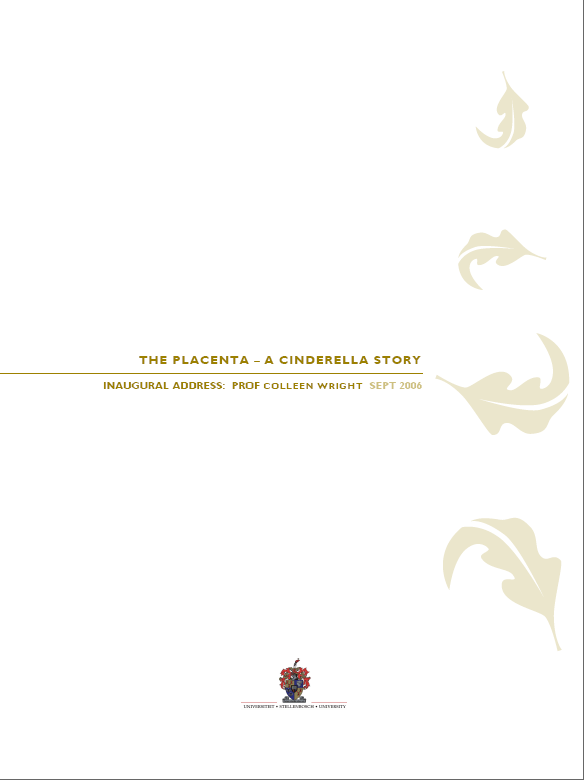 THE PLACENTA – A CINDERELLA STORY
INAUGURAL ADDRESS: PROF COLLEEN WRIGHT SEPT 2006
UNIVERSITEIT • STELLENBOSCH • UNIVERSITY